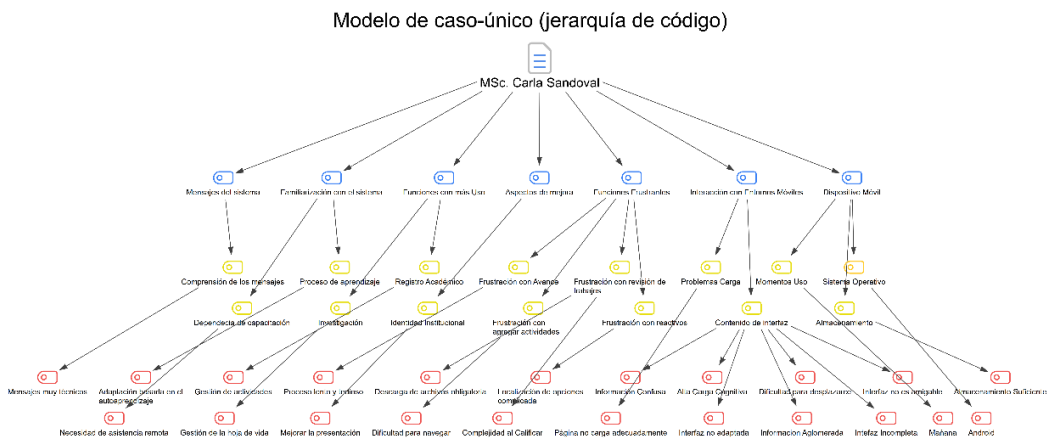 Modelo de caso-único (jerarquía de código)
MSc. Carla Sandoval
Mensajes del sistema
Familiarización con el sistema
Funciones con más Uso
Aspectos de mejora
Funciones Frustrantes
Interacción con Entornos Móviles
Dispositivo Móvil
Comprensión de los mensajes
Proceso de aprendizaje
Registro Académico
Frustración con Avance
Frustración con revisión de
trabajos
Problemas Carga
Momentos Uso
Sistema Operativo
Dependecia de capacitación
Investigación
Identidad Institucional
Frustración con
agregar actividades
Frustración con reactivos
Contenido de Interfaz
Almacenamiento
Mensajes muy técnicos
Adaptación basada en el
autoaprendizaje
Gestión de actividades
Proceso lento y tedioso
Descarga de archivos obligatoria
Localización de opciones
complicada
Información Confusa
Alta Carga Cognitiva
Dificultad para desplazarse
Interfaz no es amigable
Almacenamiento Suficiente
Necesidad de asistencia remota
Gestión de la hoja de vida
Mejorar la presentación
Dificultad para navegar
Complejidad al Calificar
Página no carga adecuadamente
Interfaz no adaptada
Información Aglomerada
Intefaz Incompleta
Mañana
Android